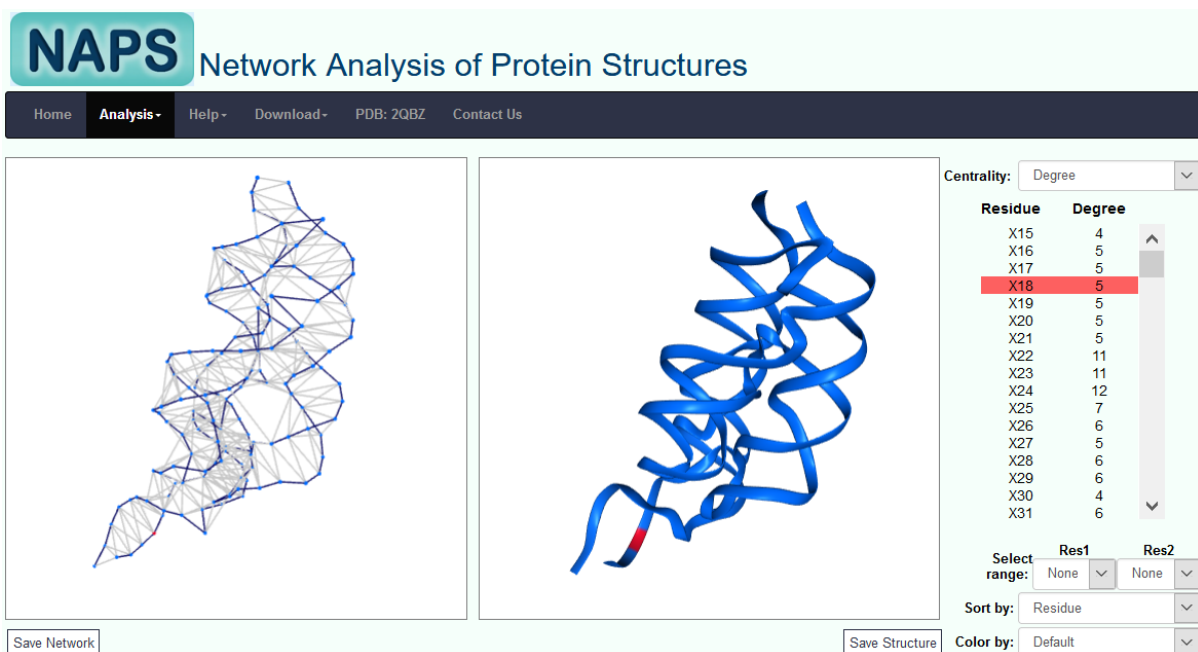 NAPS Network Analysis of Protein Structures
Home Analysis Help Download PDB: 2QBZ Contact Us
Centrality: Degree
Residue Degree
X15 4
X16 5
X17 5
X18 5
X19 5
X20 5
X21 5
X22 11
X23 11
X24 12
X25 7
X26 6
X27 5
X28 6
X29 6
X30 4
X31 6
Res1 Res2
Select
range: None None
Sort by: Residue
Save Network Save Structure Color by: Default